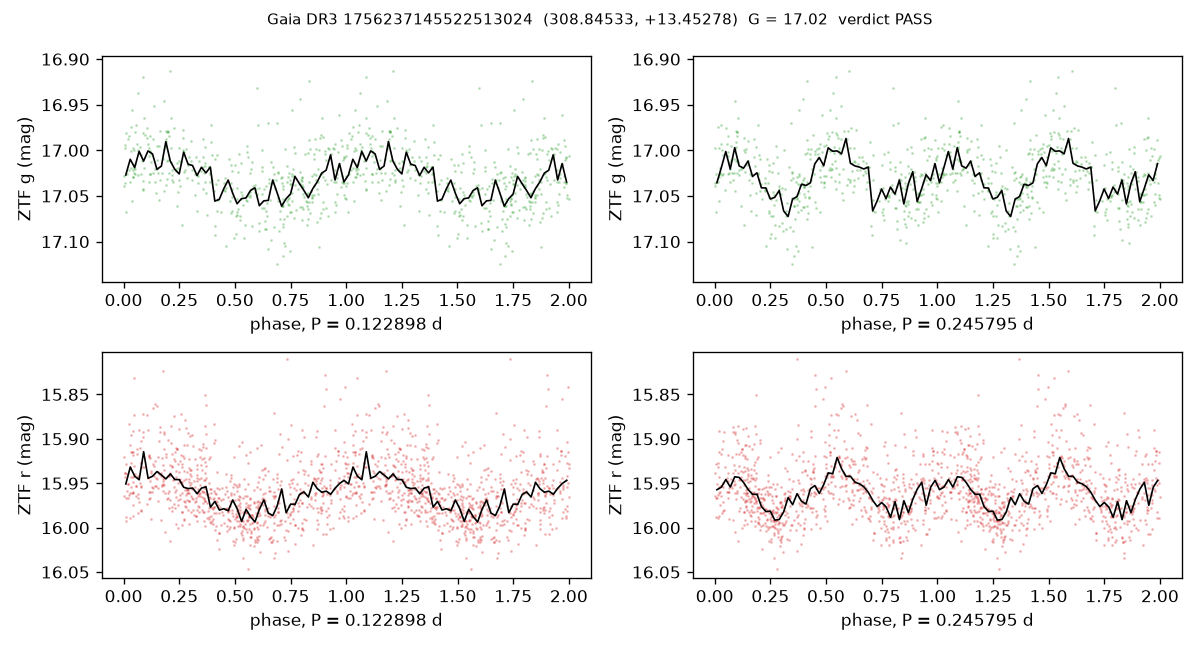 Gaia DR3 1756237145522513024 (308.84533, +13.45278) G = 17.02 verdict PASS
ZTF g (mag)
16.90
16.95
17.00
17.05
17.10
0.00 0.25 0.50 0.75 1.00 1.25 1.50 1.75 2.00
phase, P = 0.122898 d
ZTF g (mag)
16.90
16.95
17.00
17.05
17.10
0.00 0.25 0.50 0.75 1.00 1.25 1.50 1.75 2.00
phase, P = 0.245795 d
ZTF r (mag)
15.85
15.90
15.95
16.00
16.05
0.00 0.25 0.50 0.75 1.00 1.25 1.50 1.75 2.00
phase, P = 0.122898 d
ZTF r (mag)
15.85
15.90
15.95
16.00
16.05
0.00 0.25 0.50 0.75 1.00 1.25 1.50 1.75 2.00
phase, P = 0.245795 d